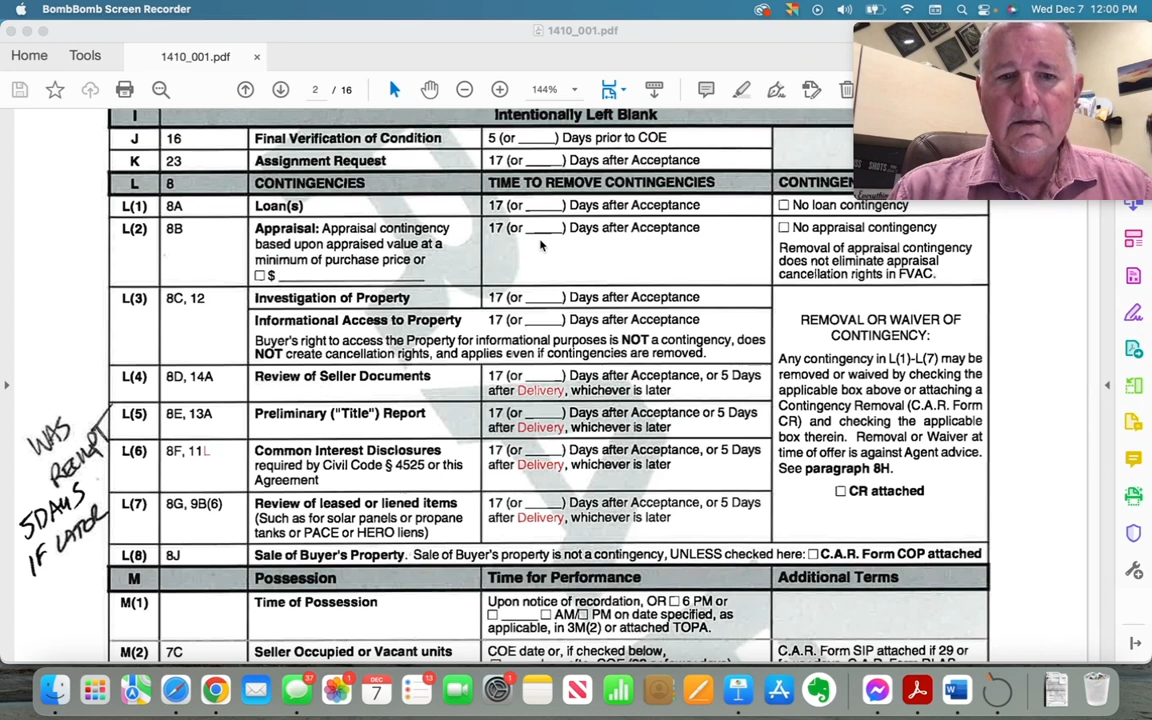 BombBomb Screen Recorder
Wed Dec 7 12:00 PM
1410_001.pdf
Home Tools 1410_001.pdf ×
2 / 16 144%
I Intentionally Left Blank
J 16 Final Verification of Condition 5 (or _____) Days prior to COE
K 23 Assignment Request 17 (or _____) Days after Acceptance
L 8 CONTINGENCIES TIME TO REMOVE CONTINGENCIES
L(1) 8A Loan(s) 17 (or _____) Days after Acceptance ☐ No loan contingency
L(2) 8B Appraisal: Appraisal contingency
based upon appraised value at a
minimum of purchase price or
☐ $
17 (or _____) Days after Acceptance
☐ No appraisal contingency
Removal of appraisal contingency
does not eliminate appraisal
cancellation rights in FVAC.
L(3) 8C, 12 Investigation of Property 17 (or _____) Days after Acceptance
Informational Access to Property 17 (or _____) Days after Acceptance
Buyer's right to access the Property for informational purposes is NOT a contingency, does
NOT create cancellation rights, and applies even if contingencies are removed.
REMOVAL OR WAIVER OF
CONTINGENCY:
Any contingency in L(1)-L(7) may be
removed or waived by checking the
applicable box above or attaching a
Contingency Removal (C.A.R. Form
CR) and checking the applicable
box therein. Removal or Waiver at
time of offer is against Agent advice.
See paragraph 8H.
☐ CR attached
L(4) 8D, 14A Review of Seller Documents 17 (or _____) Days after Acceptance, or 5 Days
after Delivery, whichever is later
L(5) 8E, 13A Preliminary ("Title") Report 17 (or _____) Days after Acceptance or 5 Days
after Delivery, whichever is later
L(6) 8F, 11L Common Interest Disclosures
required by Civil Code § 4525 or this
Agreement
17 (or _____) Days after Acceptance, or 5 Days
after Delivery, whichever is later
L(7) 8G, 9B(6) Review of leased or liened items
(Such as for solar panels or propane
tanks or PACE or HERO liens)
17 (or _____) Days after Acceptance, or 5 Days
after Delivery, whichever is later
WAS
RECEIPT
5 DAYS
IF LATOR
L(8) 8J Sale of Buyer's Property. Sale of Buyer's property is not a contingency, UNLESS checked here: ☐ C.A.R. Form COP attached
M Possession Time for Performance Additional Terms
M(1) Time of Possession Upon notice of recordation, OR ☐ 6 PM or
☐ _____ ☐ AM/☐ PM on date specified, as
applicable, in 3M(2) or attached TOPA.
M(2) 7C Seller Occupied or Vacant units COE date or, if checked below, C.A.R. Form SIP attached if 29 or
37 1 DEC 7 13 1